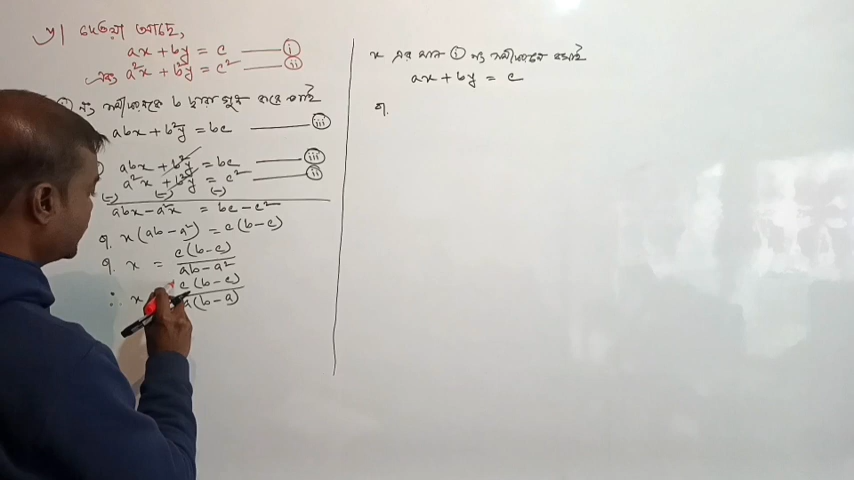 ৮| দেওয়া আছে,
ax + by = c ——— (i)
এবং a²x + b²y = c² ——— (ii)
নং সমীকরণকে b দ্বারা গুণ করে পাই
abx + b²y = bc ——— (iii)
abx + b²y = bc ——— (iii)
a²x + b²y = c² ——— (ii)
(-) (-) (-)
abx - a²x = bc - c²
বা, x(ab - a²) = c(b - c)
বা, x = c(b - c) / ab - a²
∴ x c(b - c) / a(b - a)
x এর মান (i) নং সমীকরণে বসাই
ax + by = c
বা,